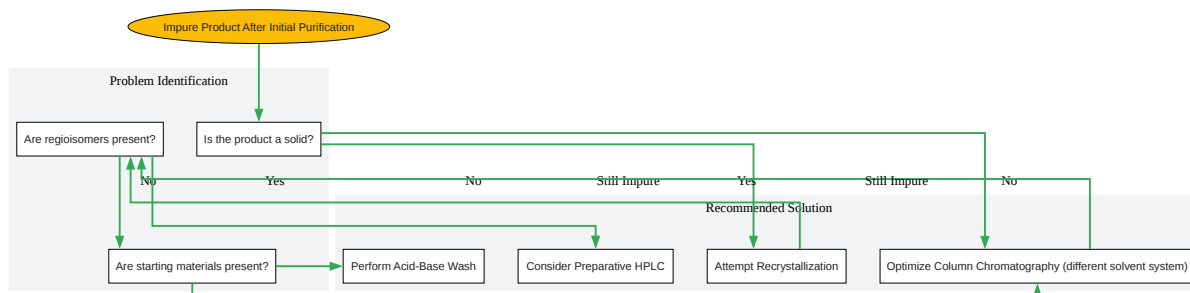 Impure Product After Initial Purification
Problem Identification
Are regioisomers present?
Is the product a solid?
No
Yes
No
Still Impure
Yes
Still Impure
No
Recommended Solution
Are starting materials present?
Perform Acid-Base Wash
Consider Preparative HPLC
Attempt Recrystallization
Optimize Column Chromatography (different solvent system)